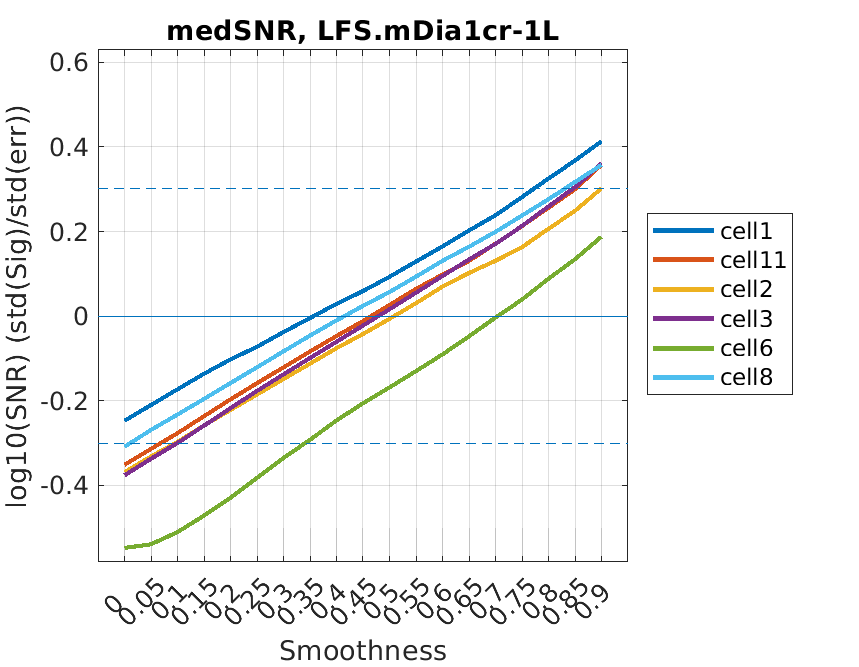 medSNR, LFS.mDia1cr-1L
log10(SNR) (std(Sig)/std(err))
0.6
0.4
0.2
0
-0.2
-0.4
0
0.05
0.1
0.15
0.2
0.25
0.3
0.35
0.4
0.45
0.5
0.55
0.6
0.65
0.7
0.75
0.8
0.85
0.9
Smoothness
cell1
cell11
cell2
cell3
cell6
cell8